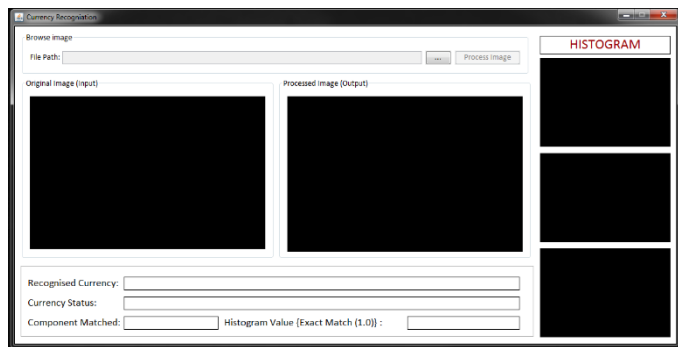 Currency Recogniation
Browse image
File Path: ... Process Image
HISTOGRAM
Original Image (Input) Processed Image (Output)
Recognised Currency:
Currency Status:
Component Matched: Histogram Value {Exact Match (1.0)} :